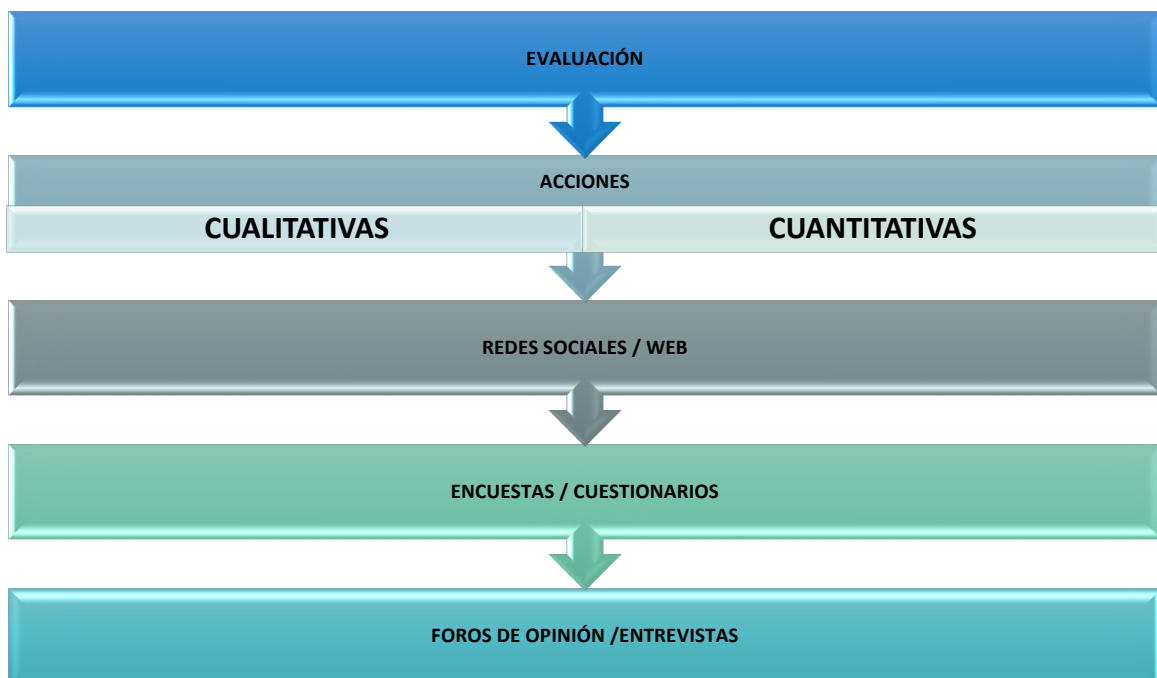 EVALUACIÓN
ACCIONES
CUALITATIVAS
CUANTITATIVAS
REDES SOCIALES / WEB
ENCUESTAS / CUESTIONARIOS
FOROS DE OPINIÓN /ENTREVISTAS